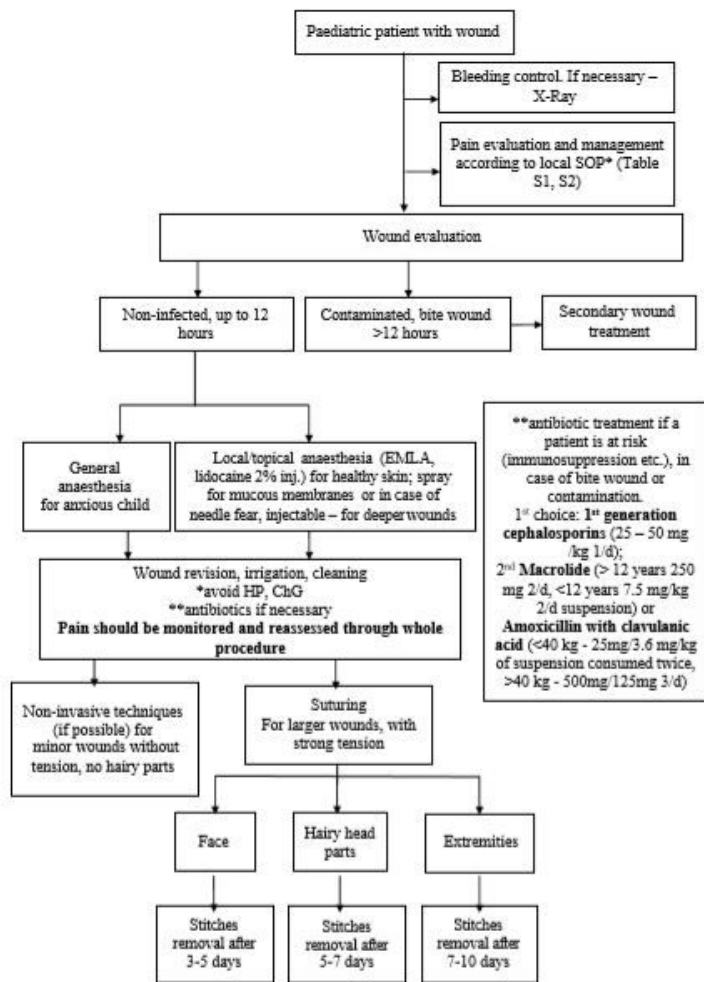 Paediatric patient with wound
Bleeding control. If necessary –
X-Ray
Pain evaluation and management
according to local SOP* (Table
S1, S2)
Wound evaluation
Non-infected, up to 12
hours
Contaminated, bite wound
>12 hours
Secondary wound
treatment
General
anaesthesia
for anxious child
Local/topical anaesthesia (EMLA,
lidocaine 2% inj.) for healthy skin; spray
for mucous membranes or in case of
needle fear, injectable – for deeper wounds
**antibiotic treatment if a
patient is at risk
(immunosuppression etc.), in
case of bite wound or
contamination.
1st choice: 1st generation
cephalosporins (25 – 50 mg
/kg 1/d);
2nd Macrolide (> 12 years 250
mg 2/d, <12 years 7.5 mg/kg
2/d suspension) or
Amoxicillin with clavulanic
acid (<40 kg - 25mg/3.6 mg/kg
of suspension consumed twice,
>40 kg - 500mg/125mg 3/d)
Wound revision, irrigation, cleaning
*avoid HP, ChG
**antibiotics if necessary
Pain should be monitored and reassessed through whole
procedure
Non-invasive techniques
(if possible) for
minor wounds without
tension, no hairy parts
Suturing
For larger wounds, with
strong tension
Face
Hairy head
parts
Extremities
Stitches
removal after
3-5 days
Stitches
removal after
5-7 days
Stitches
removal after
7-10 days